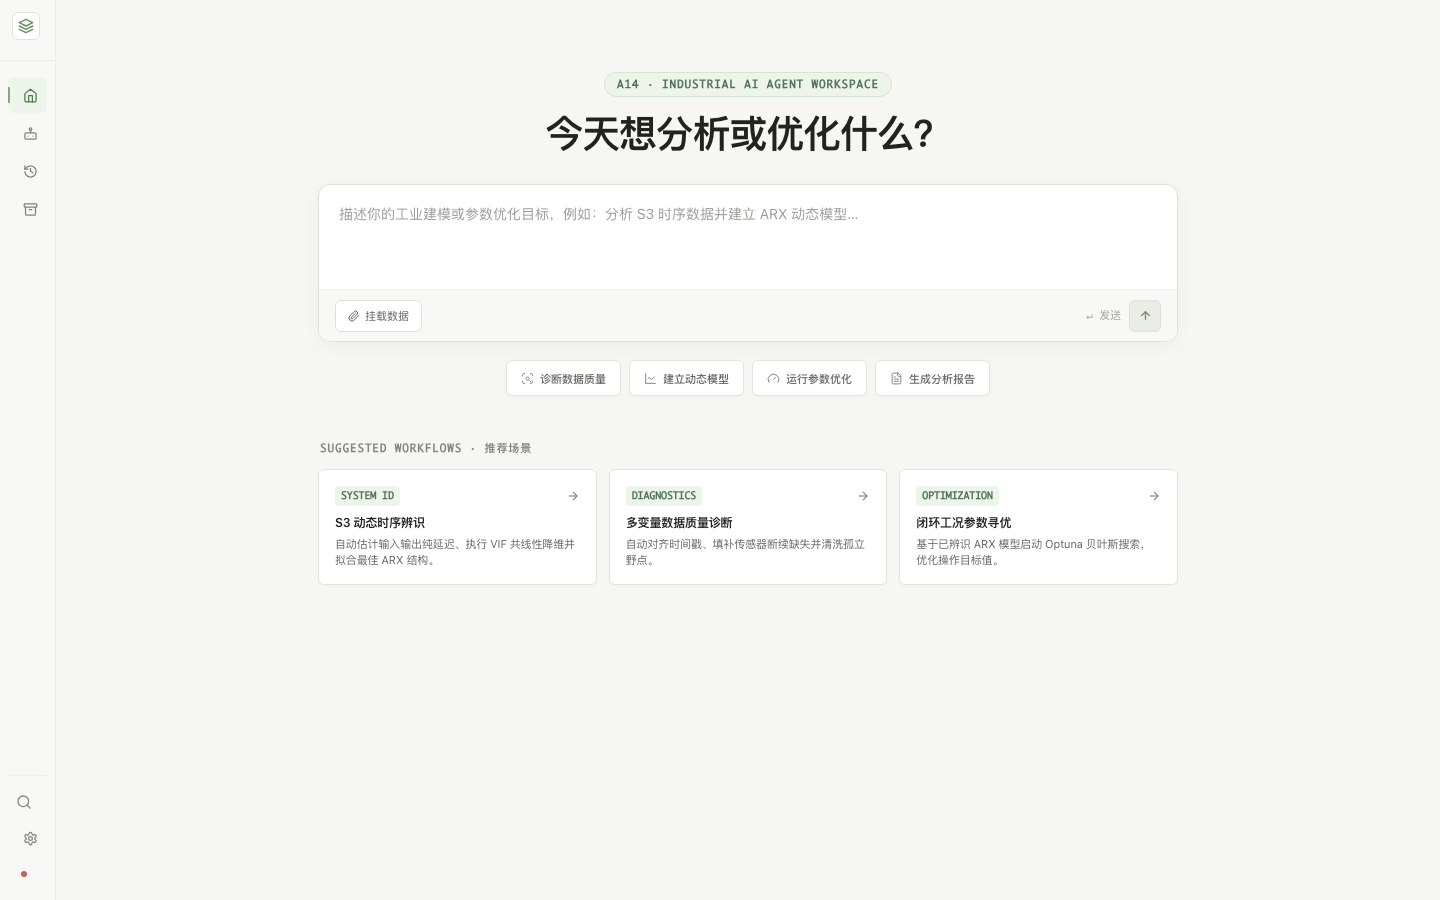 A14 · INDUSTRIAL AI AGENT WORKSPACE
今天想分析或优化什么?
描述你的工业建模或参数优化目标，例如：分析 S3 时序数据并建立 ARX 动态模型...
挂载数据
↵ 发送
诊断数据质量
建立动态模型
运行参数优化
生成分析报告
SUGGESTED WORKFLOWS · 推荐场景
SYSTEM ID
S3 动态时序辨识
自动估计输入输出纯延迟、执行 VIF 共线性降维并
拟合最佳 ARX 结构。
DIAGNOSTICS
多变量数据质量诊断
自动对齐时间戳、填补传感器断续缺失并清洗孤立
野点。
OPTIMIZATION
闭环工况参数寻优
基于已辨识 ARX 模型启动 Optuna 贝叶斯搜索，
优化操作目标值。